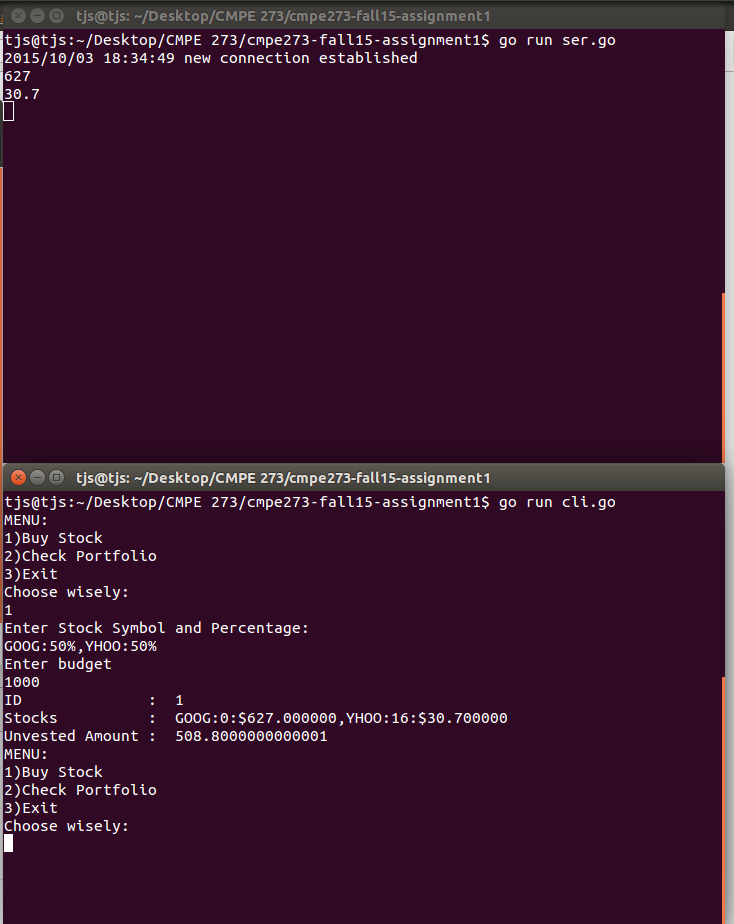 tjs@tjs: ~/Desktop/CMPE 273/cmpe273-fall15-assignment1
tjs@tjs:~/Desktop/CMPE 273/cmpe273-fall15-assignment1$ go run ser.go
2015/10/03 18:34:49 new connection established
627
30.7
tjs@tjs: ~/Desktop/CMPE 273/cmpe273-fall15-assignment1
tjs@tjs:~/Desktop/CMPE 273/cmpe273-fall15-assignment1$ go run cli.go
MENU:
1)Buy Stock
2)Check Portfolio
3)Exit
Choose wisely:
1
Enter Stock Symbol and Percentage:
GOOG:50%,YHOO:50%
Enter budget
1000
ID              :  1
Stocks          :  GOOG:0:$627.000000,YHOO:16:$30.700000
Unvested Amount :  508.8000000000001
MENU:
1)Buy Stock
2)Check Portfolio
3)Exit
Choose wisely: